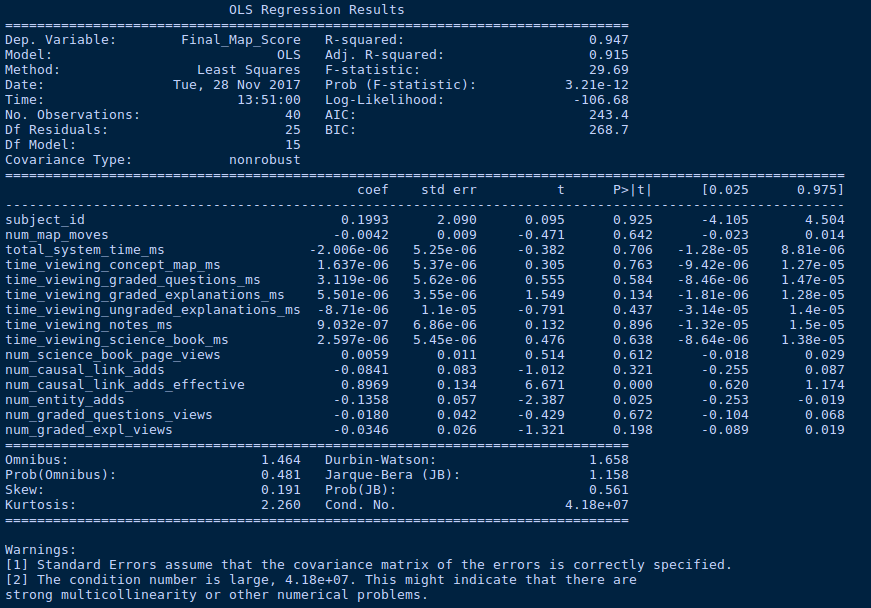 OLS Regression Results
==============================================================================
Dep. Variable:        Final_Map_Score   R-squared:                       0.947
Model:                            OLS   Adj. R-squared:                  0.915
Method:                 Least Squares   F-statistic:                     29.69
Date:                Tue, 28 Nov 2017   Prob (F-statistic):           3.21e-12
Time:                        13:51:00   Log-Likelihood:                -106.68
No. Observations:                  40   AIC:                             243.4
Df Residuals:                      25   BIC:                             268.7
Df Model:                          15
Covariance Type:            nonrobust
=========================================================================================================
                                            coef    std err          t      P>|t|      [0.025      0.975]
---------------------------------------------------------------------------------------------------------
subject_id                                0.1993      2.090      0.095      0.925      -4.105       4.504
num_map_moves                            -0.0042      0.009     -0.471      0.642      -0.023       0.014
total_system_time_ms                  -2.006e-06   5.25e-06     -0.382      0.706   -1.28e-05    8.81e-06
time_viewing_concept_map_ms            1.637e-06   5.37e-06      0.305      0.763   -9.42e-06    1.27e-05
time_viewing_graded_questions_ms       3.119e-06   5.62e-06      0.555      0.584   -8.46e-06    1.47e-05
time_viewing_graded_explanations_ms    5.501e-06   3.55e-06      1.549      0.134   -1.81e-06    1.28e-05
time_viewing_ungraded_explanations_ms  -8.71e-06    1.1e-05     -0.791      0.437   -3.14e-05     1.4e-05
time_viewing_notes_ms                  9.032e-07   6.86e-06      0.132      0.896   -1.32e-05     1.5e-05
time_viewing_science_book_ms           2.597e-06   5.45e-06      0.476      0.638   -8.64e-06    1.38e-05
num_science_book_page_views               0.0059      0.011      0.514      0.612      -0.018       0.029
num_causal_link_adds                     -0.0841      0.083     -1.012      0.321      -0.255       0.087
num_causal_link_adds_effective            0.8969      0.134      6.671      0.000       0.620       1.174
num_entity_adds                          -0.1358      0.057     -2.387      0.025      -0.253      -0.019
num_graded_questions_views               -0.0180      0.042     -0.429      0.672      -0.104       0.068
num_graded_expl_views                    -0.0346      0.026     -1.321      0.198      -0.089       0.019
==============================================================================
Omnibus:                        1.464   Durbin-Watson:                   1.658
Prob(Omnibus):                  0.481   Jarque-Bera (JB):                1.158
Skew:                           0.191   Prob(JB):                        0.561
Kurtosis:                       2.260   Cond. No.                     4.18e+07
==============================================================================

Warnings:
[1] Standard Errors assume that the covariance matrix of the errors is correctly specified.
[2] The condition number is large, 4.18e+07. This might indicate that there are
strong multicollinearity or other numerical problems.